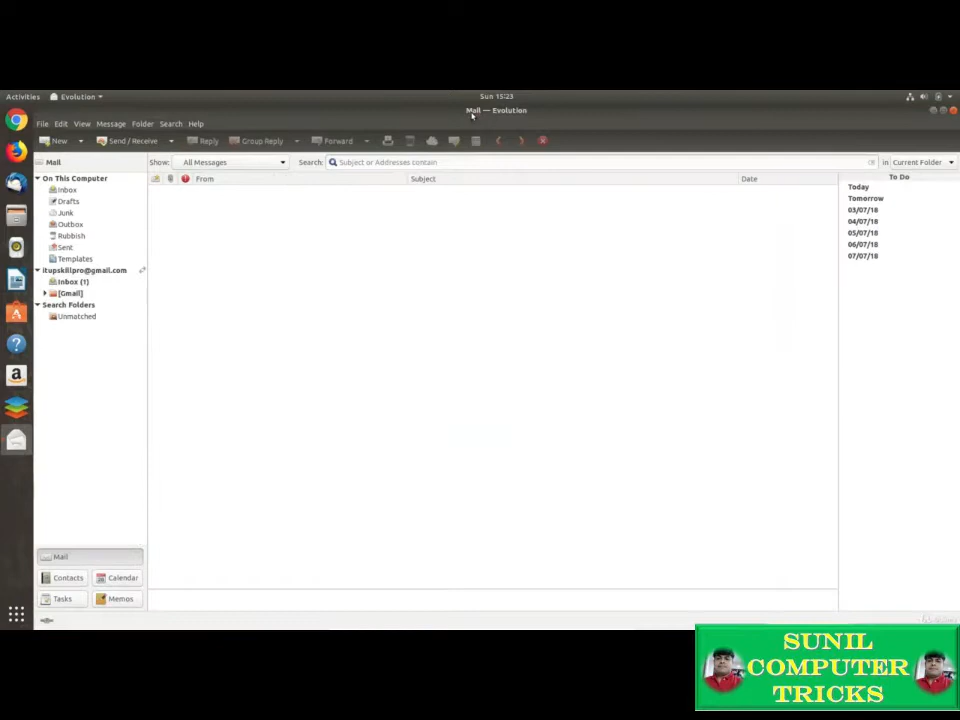 Activities Evolution Sun 15:23
Mail — Evolution
File Edit View Message Folder Search Help
New Send / Receive Reply Group Reply Forward
Mail Show: All Messages Search: Subject or Addresses contain in Current Folder
From Subject Date To Do
On This Computer
Inbox
Drafts
Junk
Outbox
Rubbish
Sent
Templates
itupskillpro@gmail.com
Inbox (1)
[Gmail]
Search Folders
Unmatched
Today
Tomorrow
03/07/18
04/07/18
05/07/18
06/07/18
07/07/18
Mail
Contacts Calendar
Tasks Memos
SUNIL
COMPUTER
TRICKS